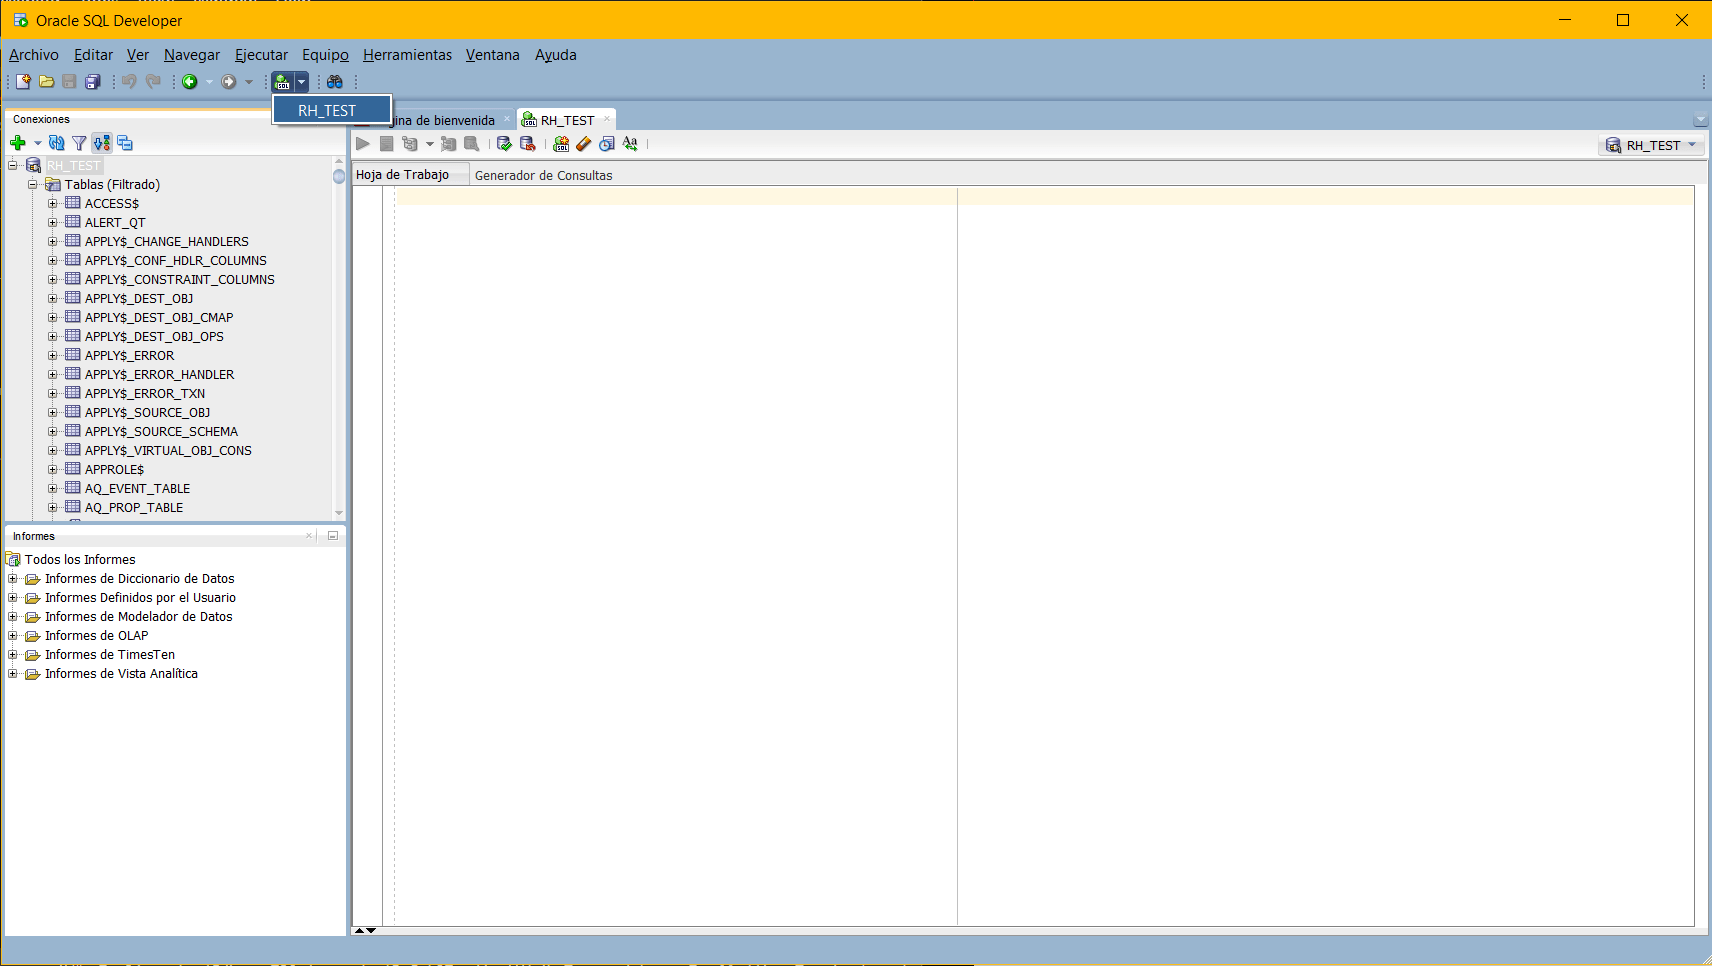 Oracle SQL Developer
Archivo Editar Ver Navegar Ejecutar Equipo Herramientas Ventana Ayuda
RH_TEST
Conexiones
de bienvenida
RH_TEST
RH_TEST
RH_TEST
Hoja de Trabajo
Generador de Consultas
Tablas (Filtrado)
ACCESS$
ALERT_QT
APPLY$_CHANGE_HANDLERS
APPLY$_CONF_HDLR_COLUMNS
APPLY$_CONSTRAINT_COLUMNS
APPLY$_DEST_OBJ
APPLY$_DEST_OBJ_CMAP
APPLY$_DEST_OBJ_OPS
APPLY$_ERROR
APPLY$_ERROR_HANDLER
APPLY$_ERROR_TXN
APPLY$_SOURCE_OBJ
APPLY$_SOURCE_SCHEMA
APPLY$_VIRTUAL_OBJ_CONS
APPROLE$
AQ_EVENT_TABLE
AQ_PROP_TABLE
Informes
Todos los Informes
Informes de Diccionario de Datos
Informes Definidos por el Usuario
Informes de Modelador de Datos
Informes de OLAP
Informes de TimesTen
Informes de Vista Analítica